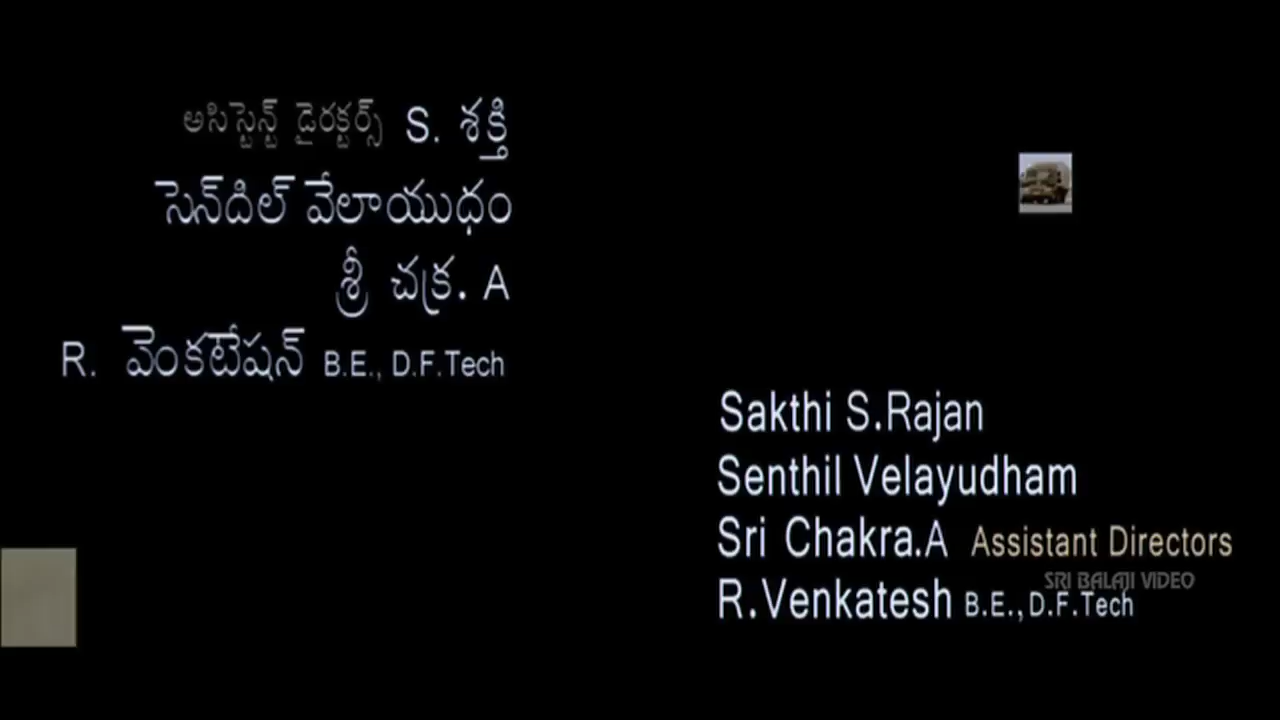 అసిస్టెన్ట్ డైరక్టర్స్ S. శక్తి
సెన్‌దిల్ వేలాయుధం
శ్రీ చక్ర. A
R. వెంకటేషన్ B.E., D.F.Tech
Sakthi S.Rajan
Senthil Velayudham
Sri Chakra.A Assistant Directors
SRI BALAJI VIDEO
R.Venkatesh B.E.,D.F.Tech